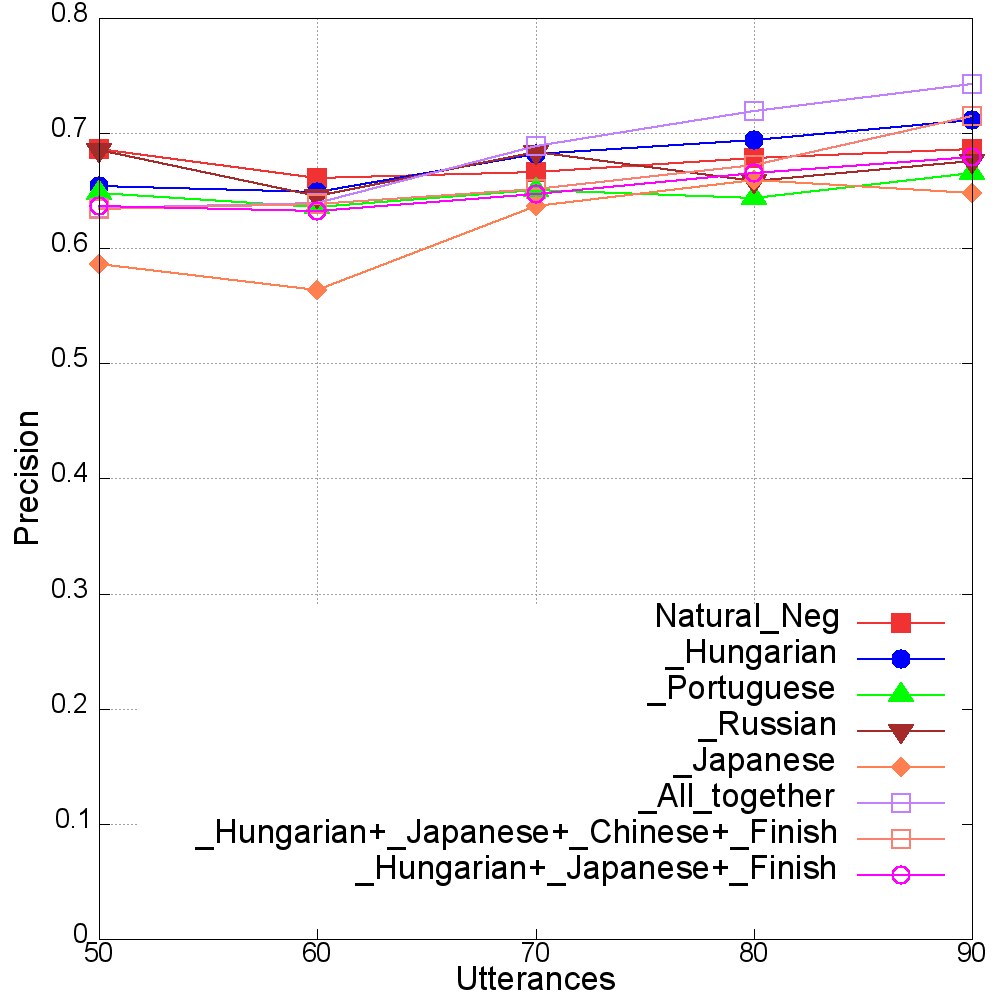 0.8
0.7
0.6
0.5
0.4
0.3
0.2
0.1
0
Precision
50 60 70 80 90
Utterances
Natural_Neg
_Hungarian
_Portuguese
_Russian
_Japanese
_All_together
_Hungarian+_Japanese+_Chinese+_Finish
_Hungarian+_Japanese+_Finish